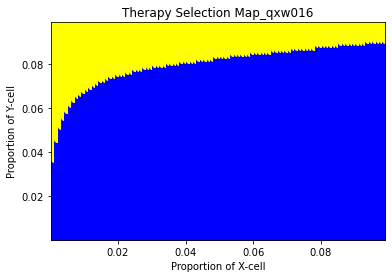 Therapy Selection Map_qxw016
0.08
0.06
0.04
0.02
Proportion of Y-cell
0.02 0.04 0.06 0.08
Proportion of X-cell